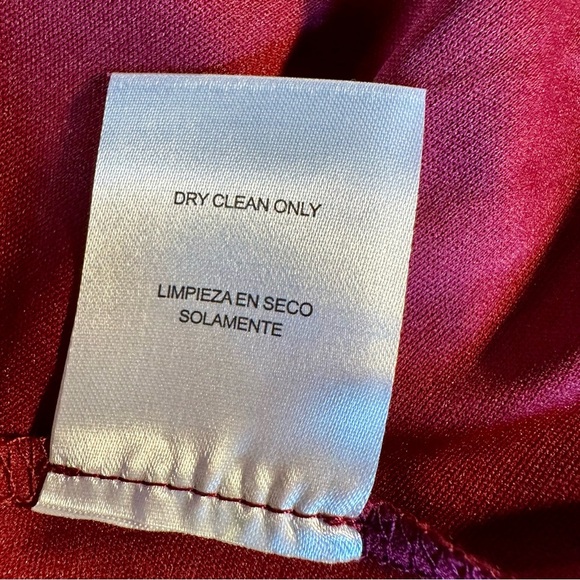 DRY CLEAN ONLY
LIMPIEZA EN SECO
SOLAMENTE